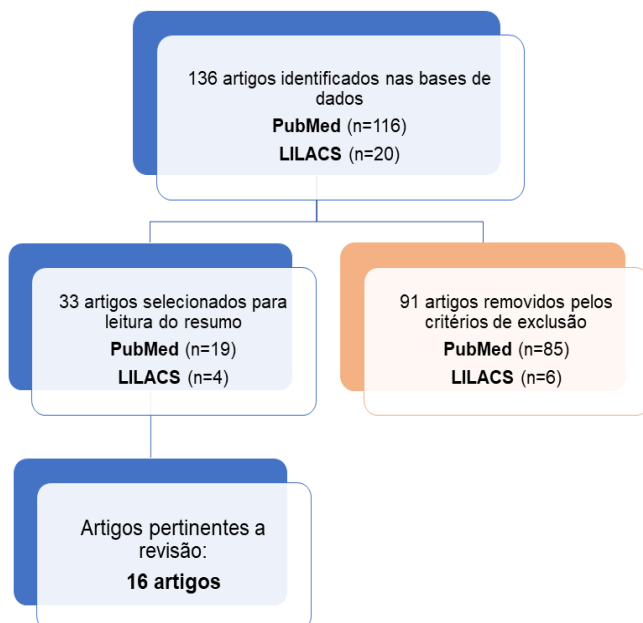 136 artigos identificados nas bases de
dados
PubMed (n=116)
LILACS (n=20)
33 artigos selecionados para
leitura do resumo
PubMed (n=19)
LILACS (n=4)
91 artigos removidos pelos
critérios de exclusão
PubMed (n=85)
LILACS (n=6)
Artigos pertinentes a
revisão:
16 artigos